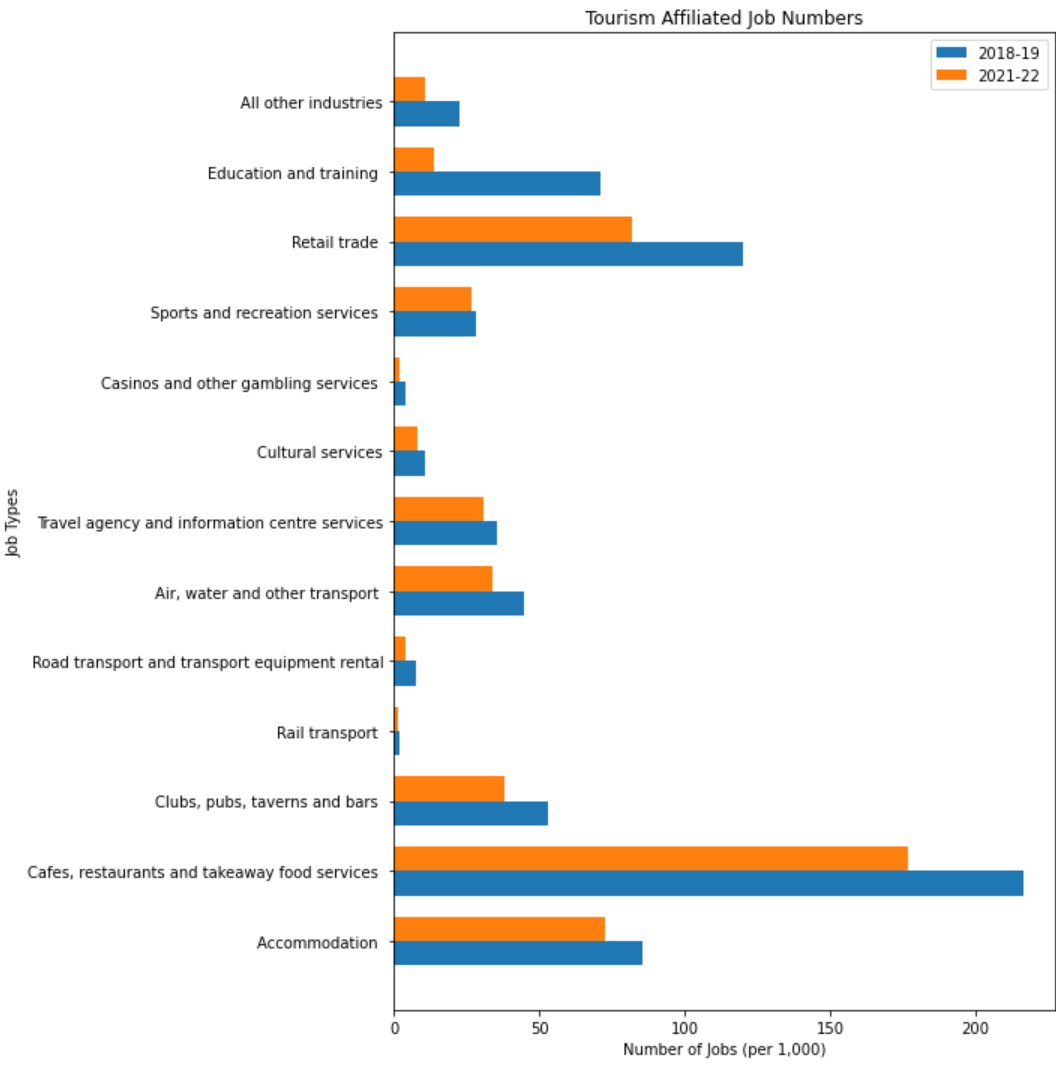 Tourism Affiliated Job Numbers
2018-19
2021-22
All other industries
Education and training
Retail trade
Sports and recreation services
Casinos and other gambling services
Cultural services
Travel agency and information centre services
Air, water and other transport
Road transport and transport equipment rental
Rail transport
Clubs, pubs, taverns and bars
Cafes, restaurants and takeaway food services
Accommodation
Job Types
0 50 100 150 200
Number of Jobs (per 1,000)